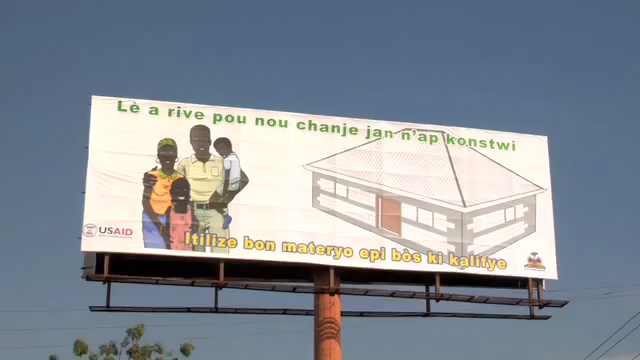 Lè a rive pou nou chanje jan n'ap konstwi
USAID
Itilize bon materyo epi bòs ki kalifye